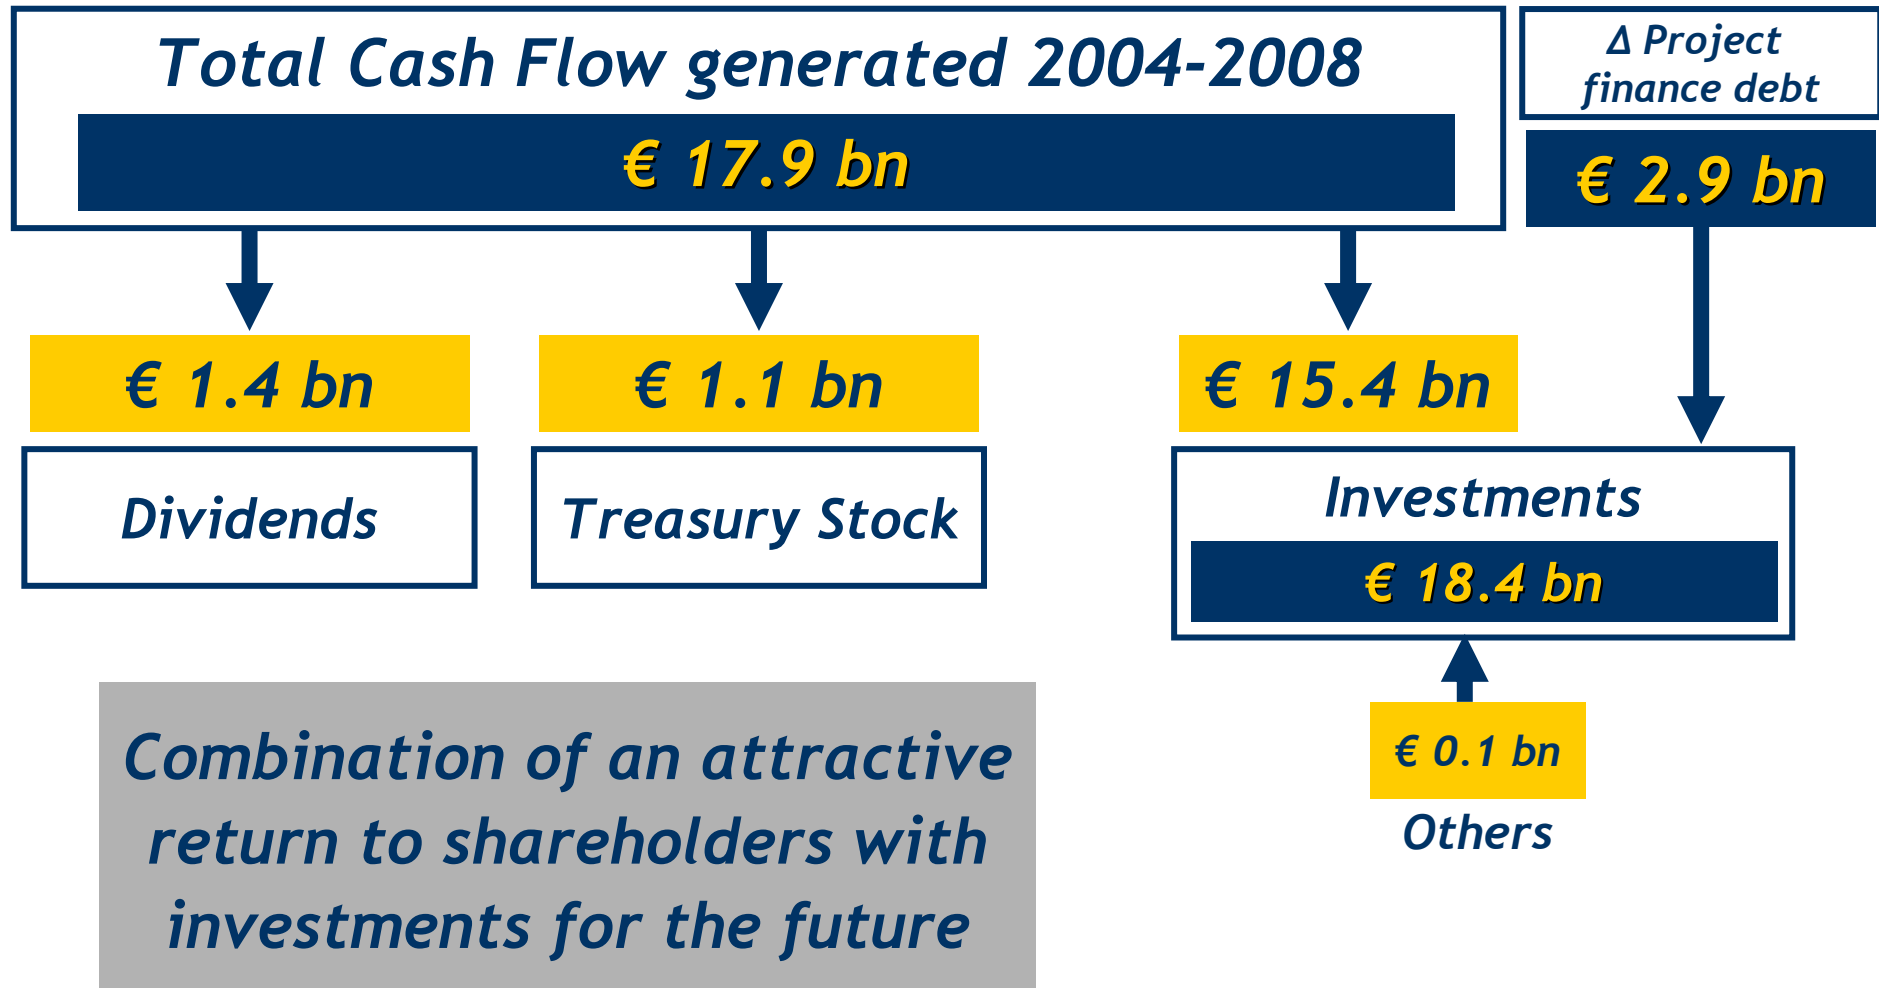 Total Cash Flow generated 2004-2008
€ 17.9 bn
Δ Project
finance debt
€ 2.9 bn
€ 1.4 bn
€ 1.1 bn
€ 15.4 bn
Dividends
Treasury Stock
Investments
€ 18.4 bn
€ 0.1 bn
Others
Combination of an attractive
return to shareholders with
investments for the future